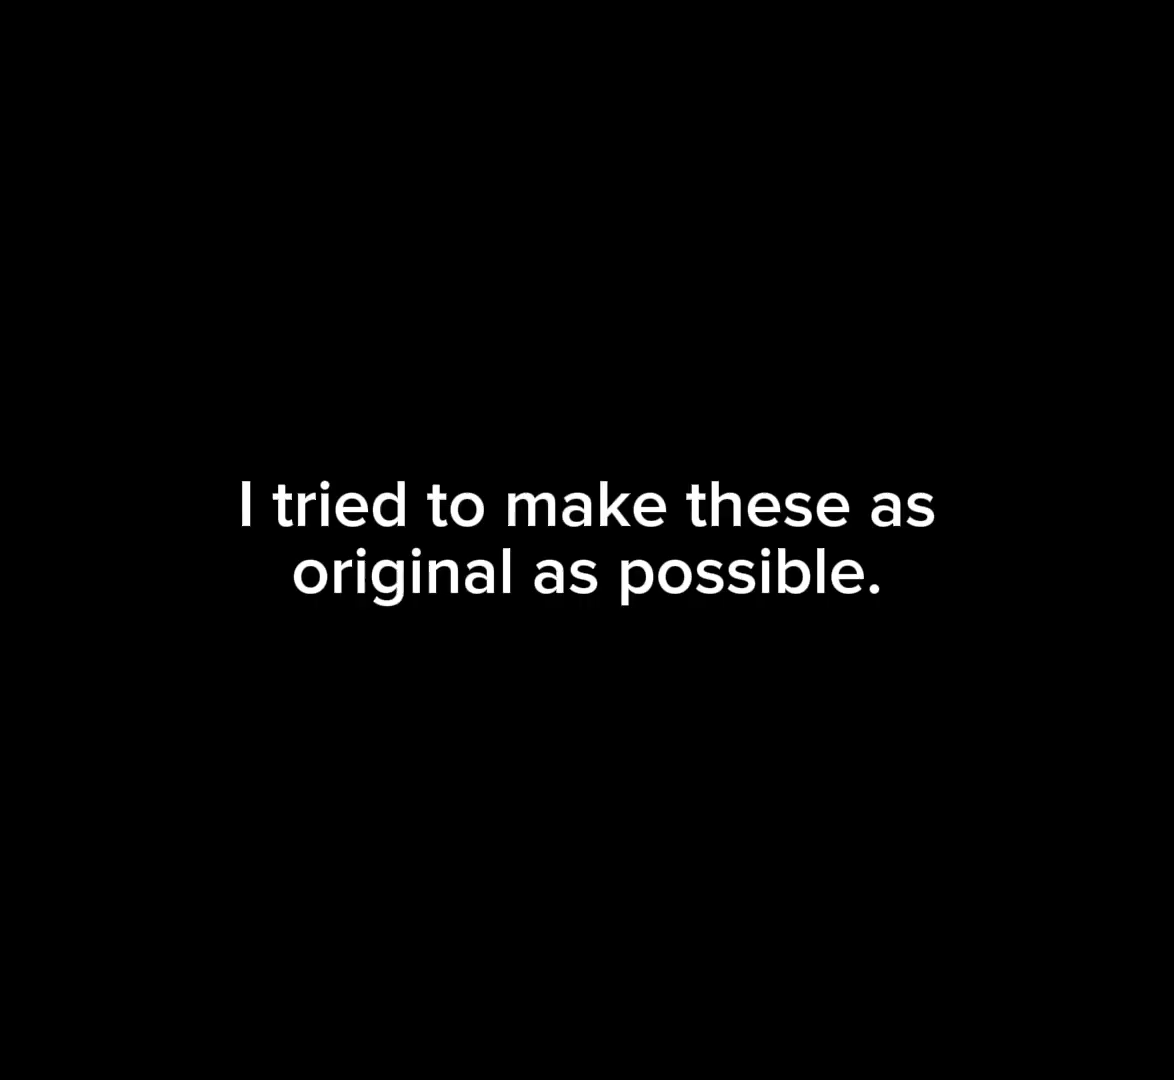 I tried to make these as
original as possible.